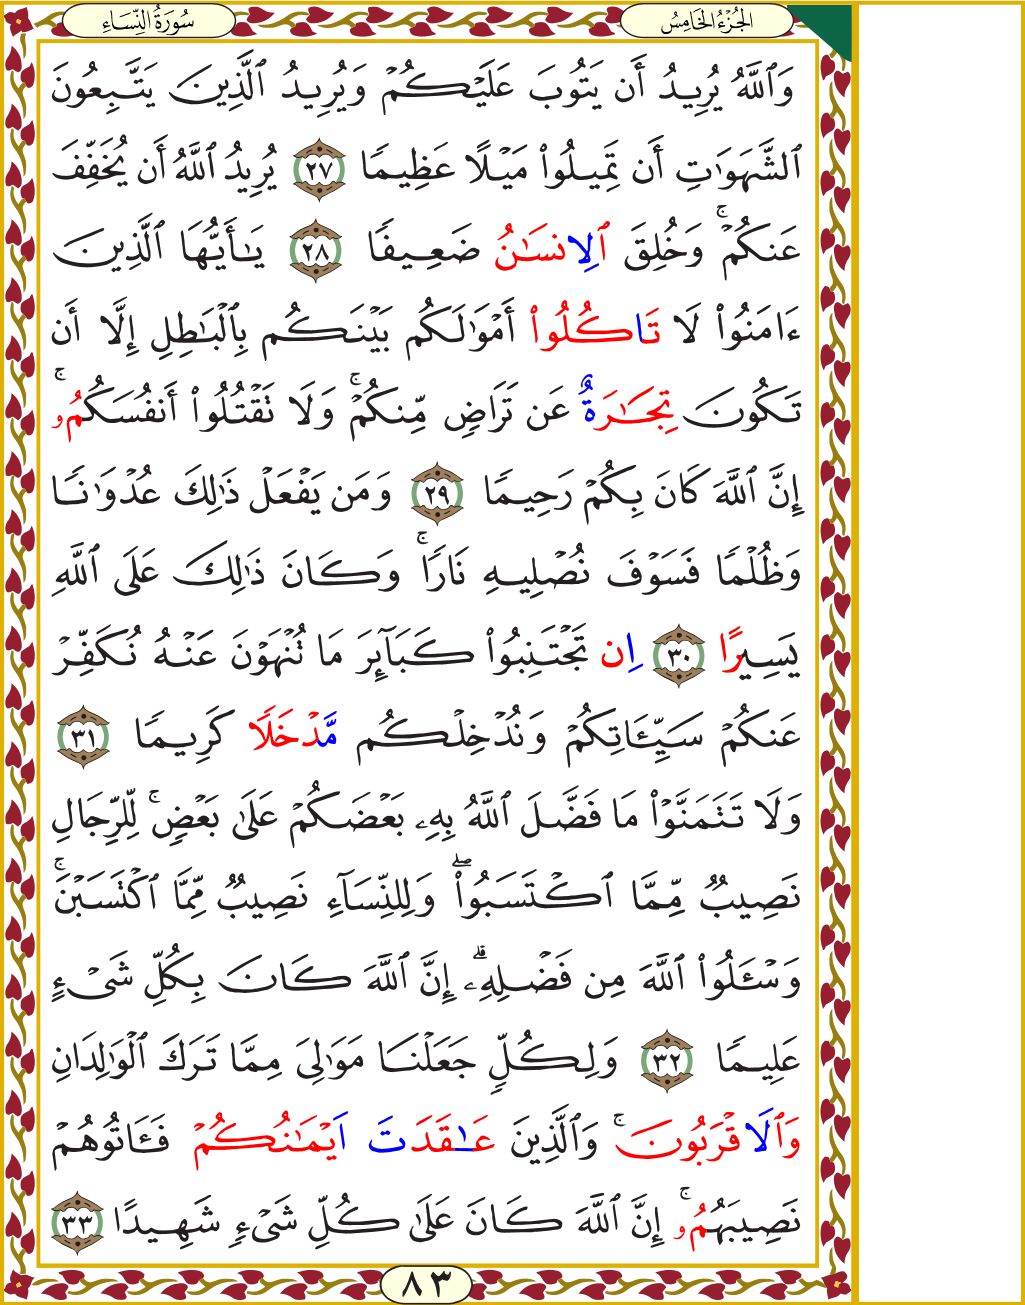 سُورَةُ النِّسَاءِ
الجُزْءُ الخَامِسُ
وَٱللَّهُ يُرِيدُ أَن يَتُوبَ عَلَيْكُمْ وَيُرِيدُ ٱلَّذِينَ يَتَّبِعُونَ
ٱلشَّهَوَٰتِ أَن تَمِيلُواْ مَيْلًا عَظِيمًا ٢٧ يُرِيدُ ٱللَّهُ أَن يُخَفِّفَ
عَنكُمْۚ وَخُلِقَ ٱلِانسَٰنُ ضَعِيفًا ٢٨ يَٰٓأَيُّهَا ٱلَّذِينَ
ءَامَنُواْ لَا تَاكُلُواْ أَمْوَٰلَكُم بَيْنَكُم بِٱلْبَٰطِلِ إِلَّآ أَن
تَكُونَ تِجَٰرَةٌ عَن تَرَاضٍ مِّنكُمْۚ وَلَا تَقْتُلُوٓاْ أَنفُسَكُمُۥٓۚ
إِنَّ ٱللَّهَ كَانَ بِكُمْ رَحِيمًا ٢٩ وَمَن يَفْعَلْ ذَٰلِكَ عُدْوَٰنًا
وَظُلْمًا فَسَوْفَ نُصْلِيهِ نَارًاۚ وَكَانَ ذَٰلِكَ عَلَى ٱللَّهِ
يَسِيرًا ٣٠ اِن تَجْتَنِبُواْ كَبَآئِرَ مَا تُنْهَوْنَ عَنْهُ نُكَفِّرْ
عَنكُمْ سَيِّـَٔاتِكُمْ وَنُدْخِلْكُم مَّدْخَلًا كَرِيمًا ٣١
وَلَا تَتَمَنَّوْاْ مَا فَضَّلَ ٱللَّهُ بِهِۦ بَعْضَكُمْ عَلَىٰ بَعْضٍۚ لِّلرِّجَالِ
نَصِيبٌ مِّمَّا ٱكْتَسَبُواْۖ وَلِلنِّسَآءِ نَصِيبٌ مِّمَّا ٱكْتَسَبْنَۚ
وَسْـَٔلُواْ ٱللَّهَ مِن فَضْلِهِۦٓۗ إِنَّ ٱللَّهَ كَانَ بِكُلِّ شَىْءٍ
عَلِيمًا ٣٢ وَلِكُلٍّ جَعَلْنَا مَوَٰلِىَ مِمَّا تَرَكَ ٱلْوَٰلِدَانِ
وَٱلَاقْرَبُونَۚ وَٱلَّذِينَ عَٰقَدَتَ اَيْمَٰنُكُمْ فَـَٔاتُوهُمْ
نَصِيبَهُمُۥٓۚ إِنَّ ٱللَّهَ كَانَ عَلَىٰ كُلِّ شَىْءٍ شَهِيدًا ٣٣
٨٣